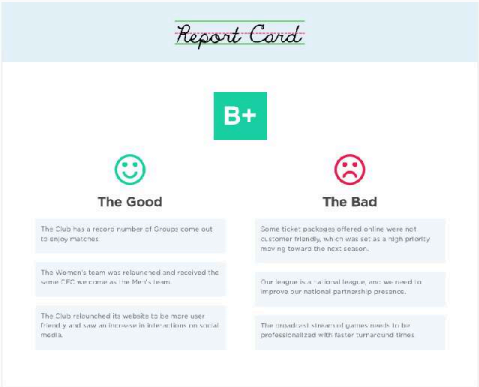 Report Card
B+
The Good
The Club has a record number of Groups come out
to enjoy matches.
The Women's team was relaunched and received the
same CFC welcome as the Men's team
The Club relaunched its website to be more user
friendly and saw an increase in interactions on social
media.
The Bad
Some ticket packages offered online were not
customer friendly, which was set as a high priority
moving toward the next season.
Our league is a national league, and we need to
improve our national partnership presence.
The broadcast stream of games needs to be
professionalized with faster turnaround times